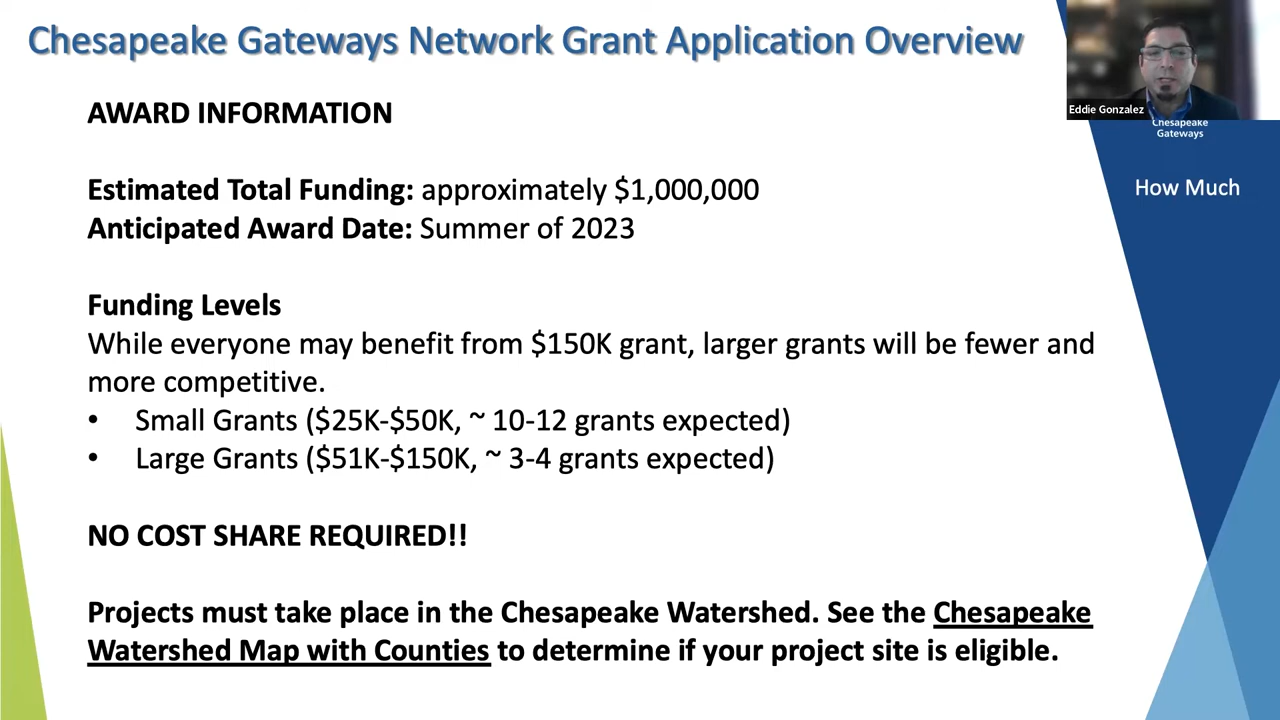 Chesapeake Gateways Network Grant Application Overview
Eddie Gonzalez
Chesapeake
Gateways
How Much
AWARD INFORMATION
Estimated Total Funding: approximately $1,000,000
Anticipated Award Date: Summer of 2023
Funding Levels
While everyone may benefit from $150K grant, larger grants will be fewer and
more competitive.
• Small Grants ($25K-$50K, ~ 10-12 grants expected)
• Large Grants ($51K-$150K, ~ 3-4 grants expected)
NO COST SHARE REQUIRED!!
Projects must take place in the Chesapeake Watershed. See the Chesapeake
Watershed Map with Counties to determine if your project site is eligible.